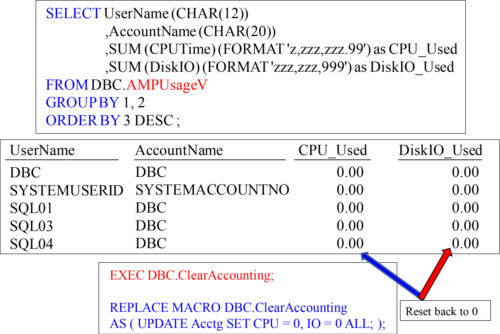 SELECT UserName (CHAR(12))
,AccountName (CHAR(20))
,SUM (CPUTime) (FORMAT 'z,zzz,zzz.99') as CPU_Used
,SUM (DiskIO) (FORMAT 'zzz,zzz,999') as DiskIO_Used
FROM DBC.AMPUsageV
GROUP BY 1, 2
ORDER BY 3 DESC ;
UserName AccountName CPU_Used DiskIO_Used
DBC DBC 0.00 0.00
SYSTEMUSERID SYSTEMACCOUNTNO 0.00 0.00
SQL01 DBC 0.00 0.00
SQL03 DBC 0.00 0.00
SQL04 DBC 0.00 0.00
EXEC DBC.ClearAccounting;
REPLACE MACRO DBC.ClearAccounting
AS ( UPDATE Acctg SET CPU = 0, IO = 0 ALL; );
Reset back to 0